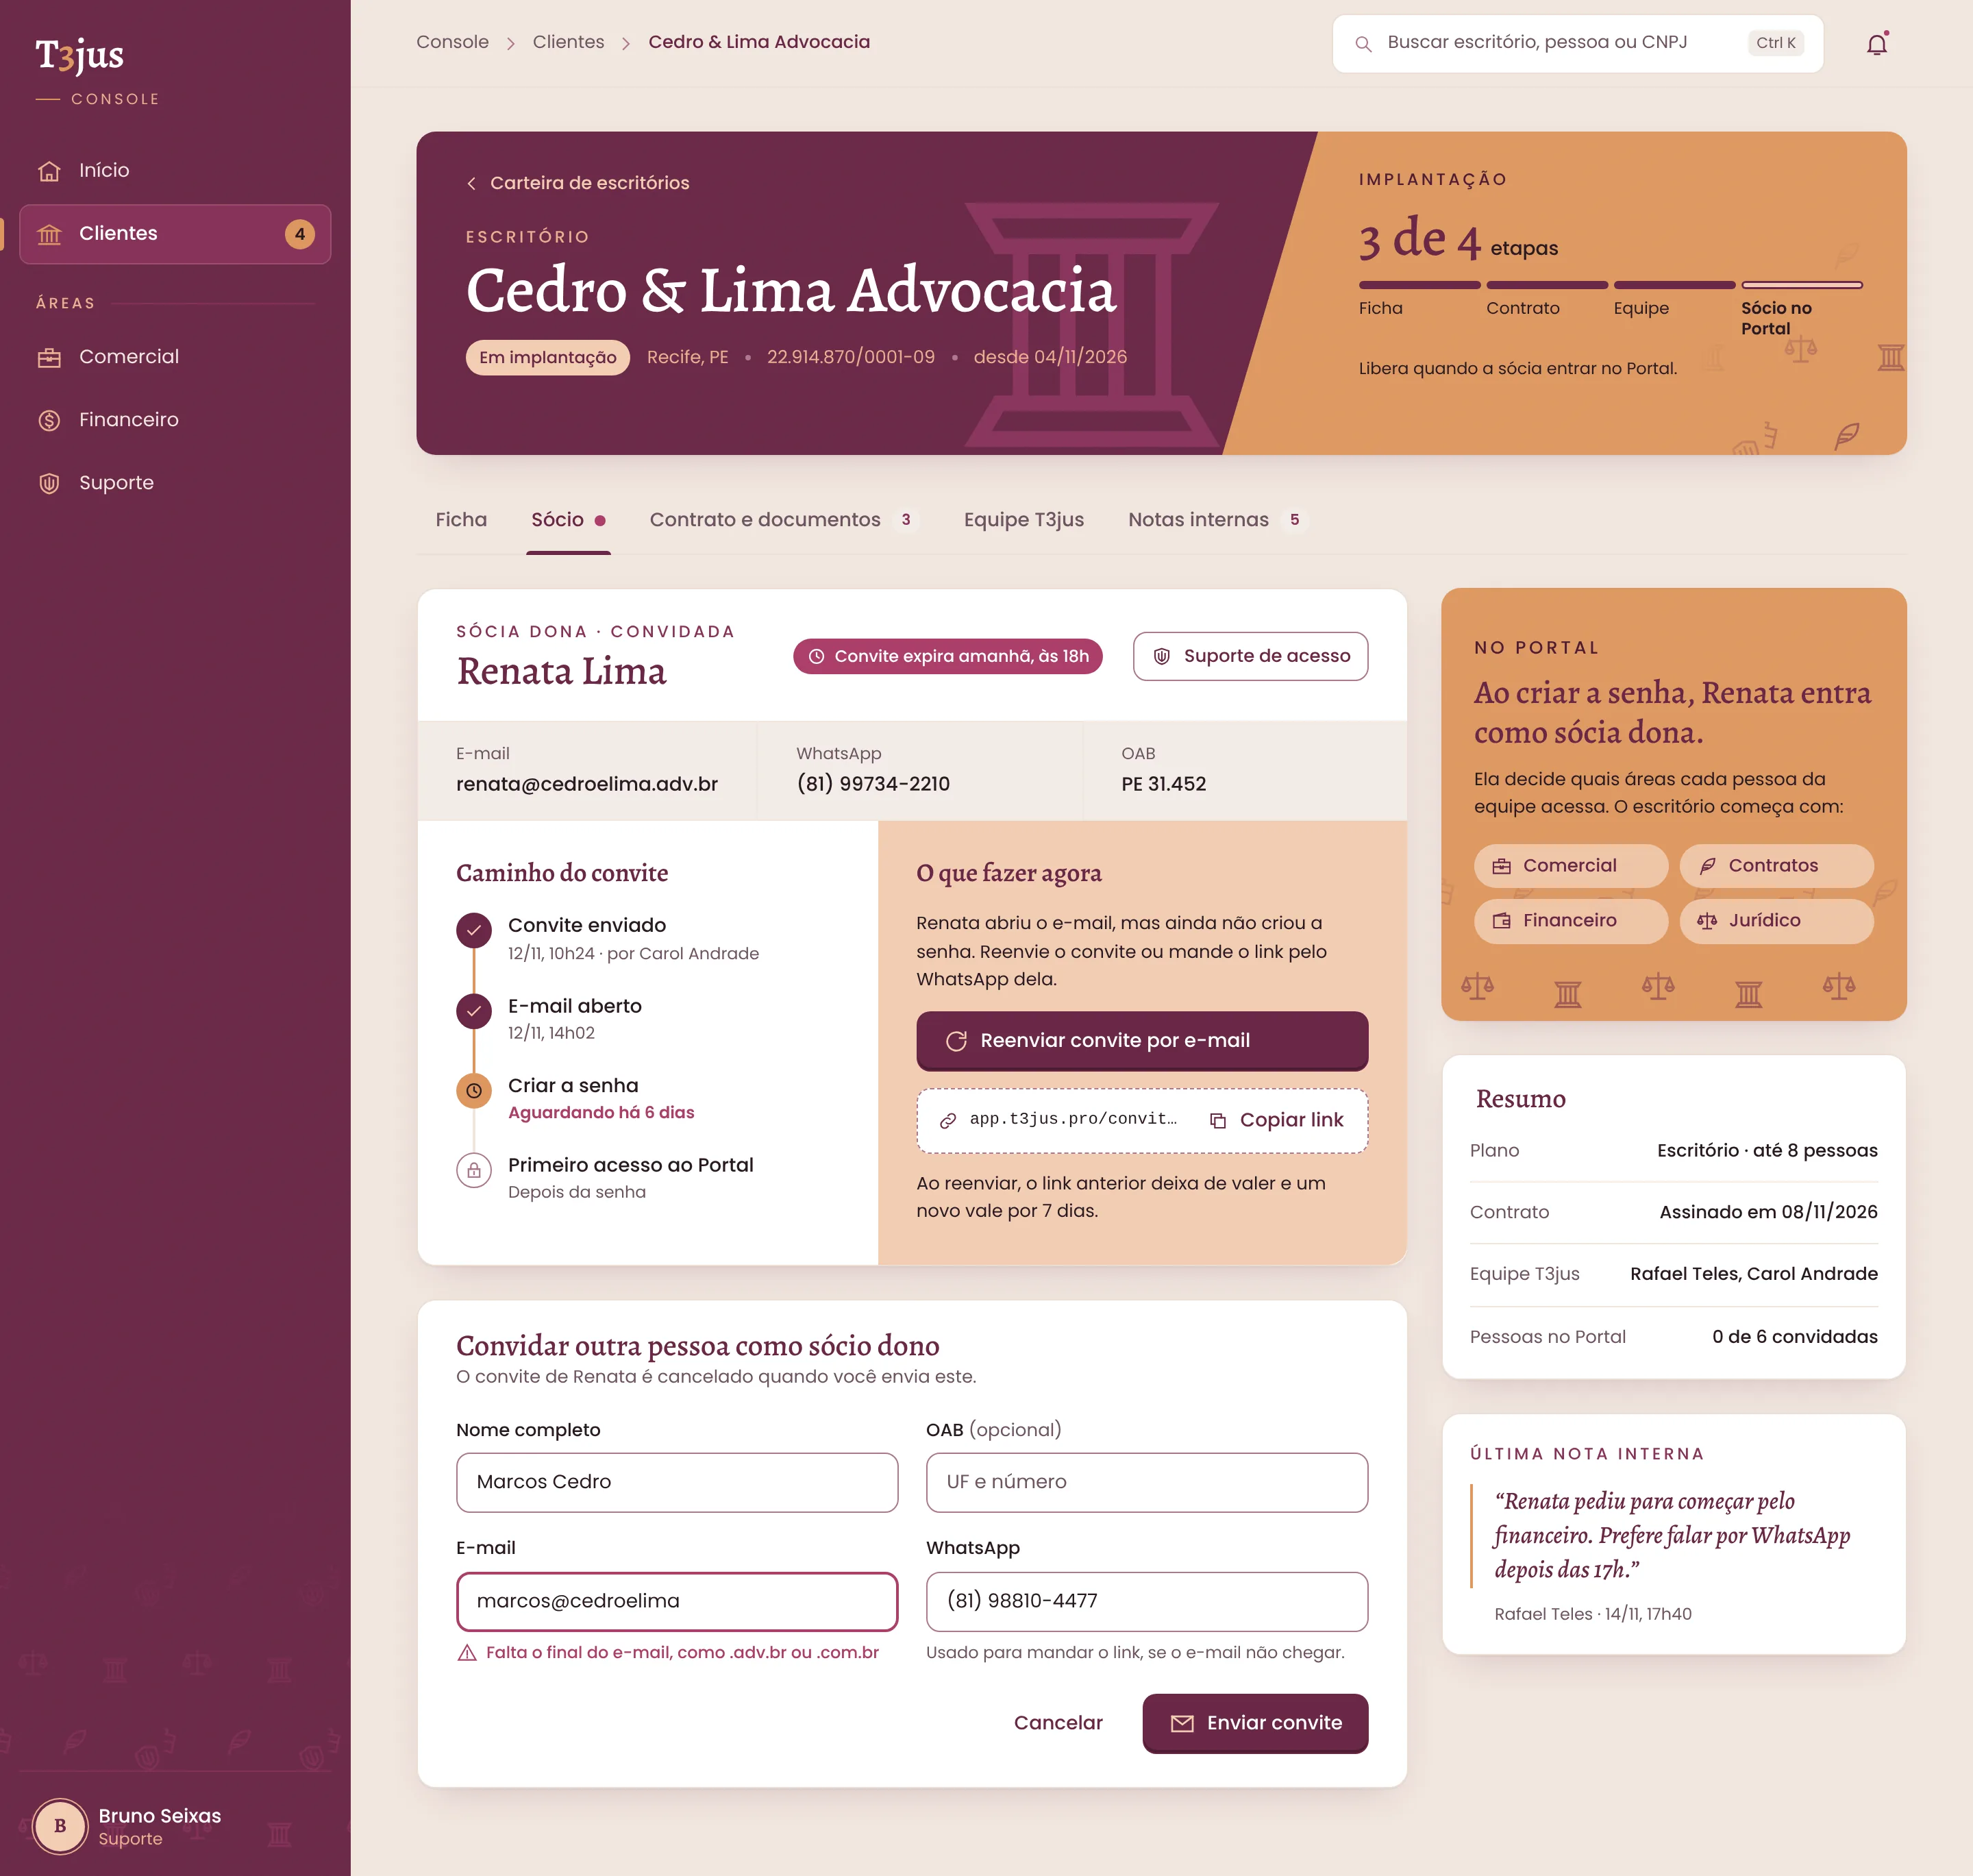 T3jus
CONSOLE
Início
Clientes
4
ÁREAS
Comercial
Financeiro
Suporte
Bruno Seixas
Suporte
B
Console
Clientes
Cedro & Lima Advocacia
Buscar escritório, pessoa ou CNPJ
Ctrl K
Carteira de escritórios
ESCRITÓRIO
Cedro & Lima Advocacia
Em implantação
Recife, PE • 22.914.870/0001-09 • desde 04/11/2026
IMPLANTAÇÃO
3 de 4 etapas
Ficha
Contrato
Equipe
Sócio no
Portal
Libera quando a sócia entrar no Portal.
Ficha
Sócio
Contrato e documentos 3
Equipe T3jus
Notas internas 5
SÓCIA DONA · CONVIDADA
Renata Lima
Convite expira amanhã, às 18h
Suporte de acesso
E-mail
renata@cedroelima.adv.br
WhatsApp
(81) 99734-2210
OAB
PE 31.452
Caminho do convite
Convite enviado
12/11, 10h24 · por Carol Andrade
E-mail aberto
12/11, 14h02
Criar a senha
Aguardando há 6 dias
Primeiro acesso ao Portal
Depois da senha
O que fazer agora
Renata abriu o e-mail, mas ainda não criou a
senha. Reenvie o convite ou mande o link pelo
WhatsApp dela.
Reenviar convite por e-mail
app.t3jus.pro/convit…
Copiar link
Ao reenviar, o link anterior deixa de valer e um
novo vale por 7 dias.
Convidar outra pessoa como sócio dono
O convite de Renata é cancelado quando você envia este.
Nome completo
Marcos Cedro
OAB (opcional)
UF e número
E-mail
marcos@cedroelima
Falta o final do e-mail, como .adv.br ou .com.br
WhatsApp
(81) 98810-4477
Usado para mandar o link, se o e-mail não chegar.
Cancelar
Enviar convite
NO PORTAL
Ao criar a senha, Renata entra
como sócia dona.
Ela decide quais áreas cada pessoa da
equipe acessa. O escritório começa com:
Comercial
Contratos
Financeiro
Jurídico
Resumo
Plano
Escritório · até 8 pessoas
Contrato
Assinado em 08/11/2026
Equipe T3jus
Rafael Teles, Carol Andrade
Pessoas no Portal
0 de 6 convidadas
ÚLTIMA NOTA INTERNA
“Renata pediu para começar pelo
financeiro. Prefere falar por WhatsApp
depois das 17h.”
Rafael Teles · 14/11, 17h40